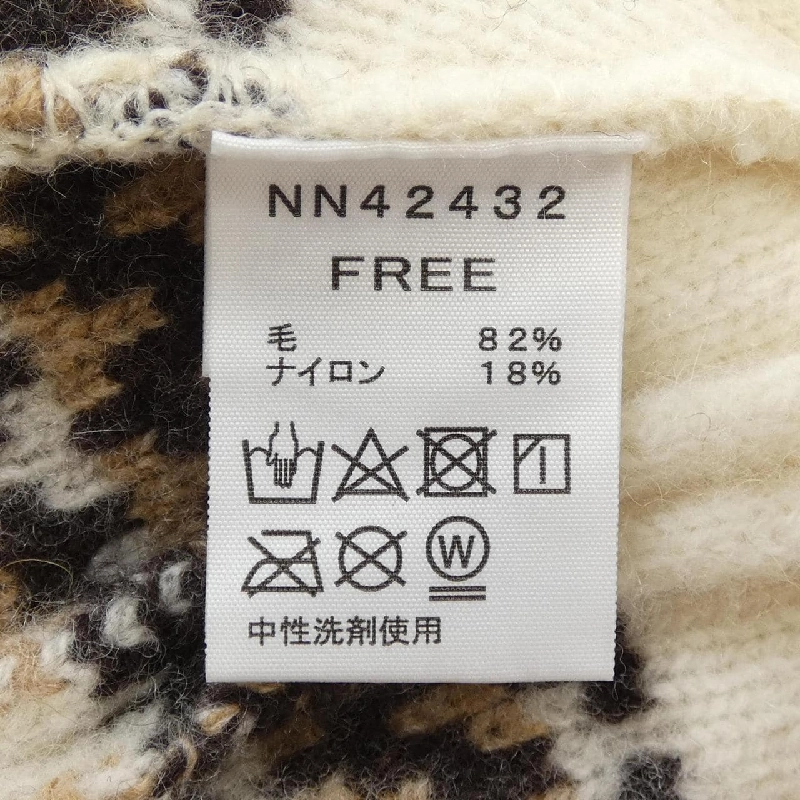 NN42432
FREE
毛 82%
ナイロン 18%
W
中性洗剤使用